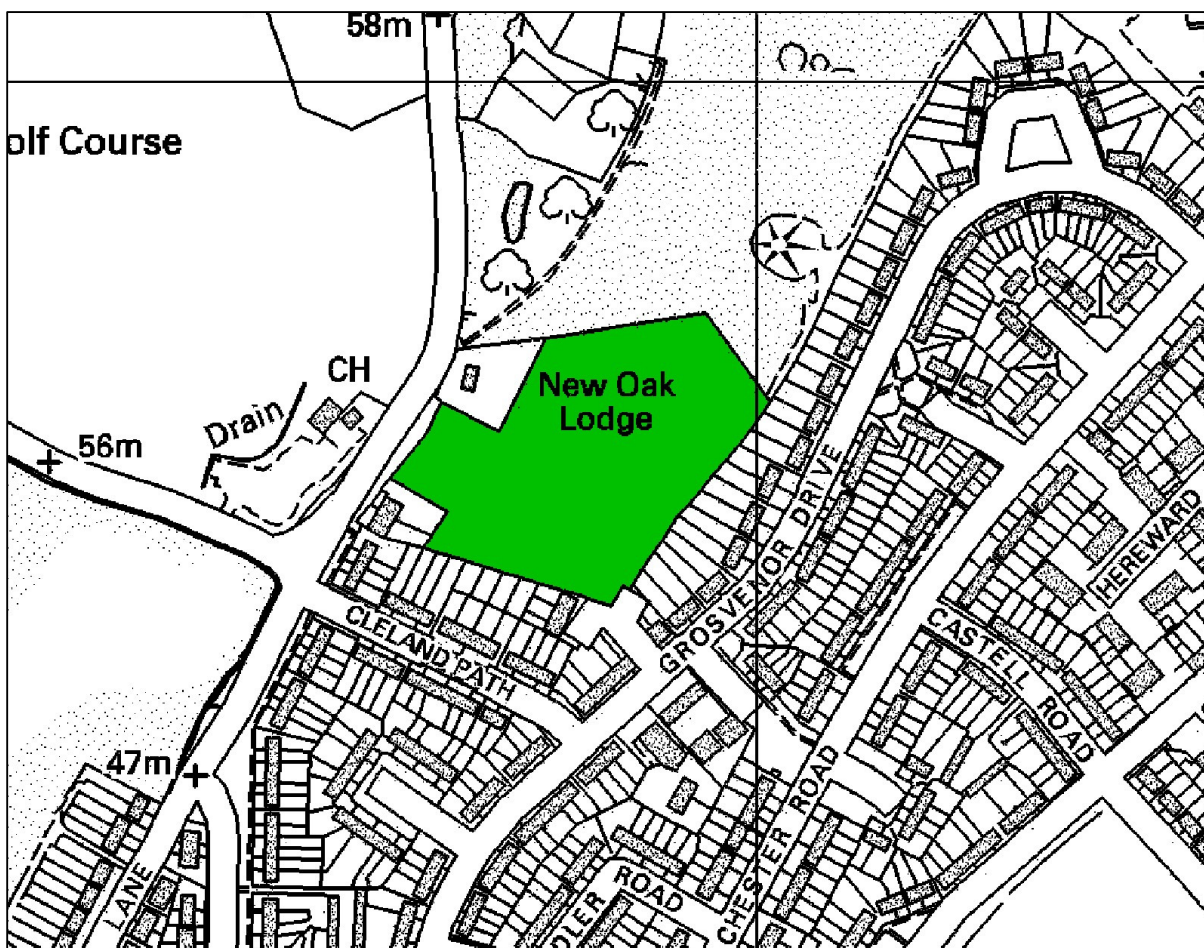 58m
olf Course
CH
New Oak
Lodge
Drain
56m
GROSVENOR DRIVE
HEREWARD
CLELAND PATH
CASTELL ROAD
47m
LANE
CHESTER ROAD
DLER ROAD